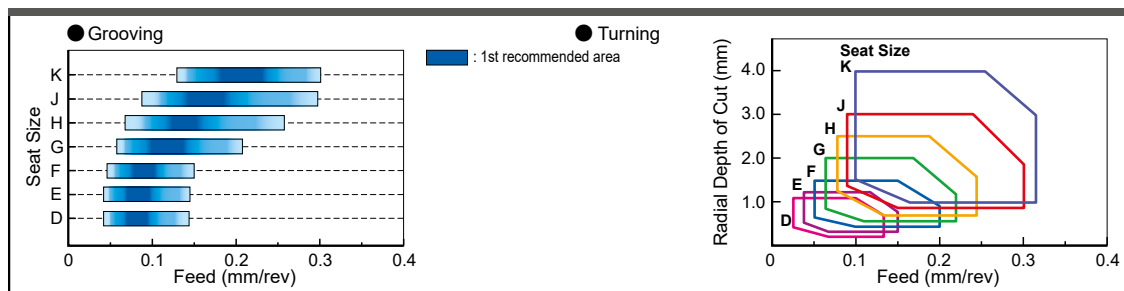 ● Grooving
Seat Size
K
J
H
G
F
E
D
0 0.1 0.2 0.3 0.4
Feed (mm/rev)
: 1st recommended area
● Turning
Radial Depth of Cut (mm)
4.0
3.0
2.0
1.0
Seat Size
K
J
H
G
F
E
D
0 0.1 0.2 0.3 0.4
Feed (mm/rev)